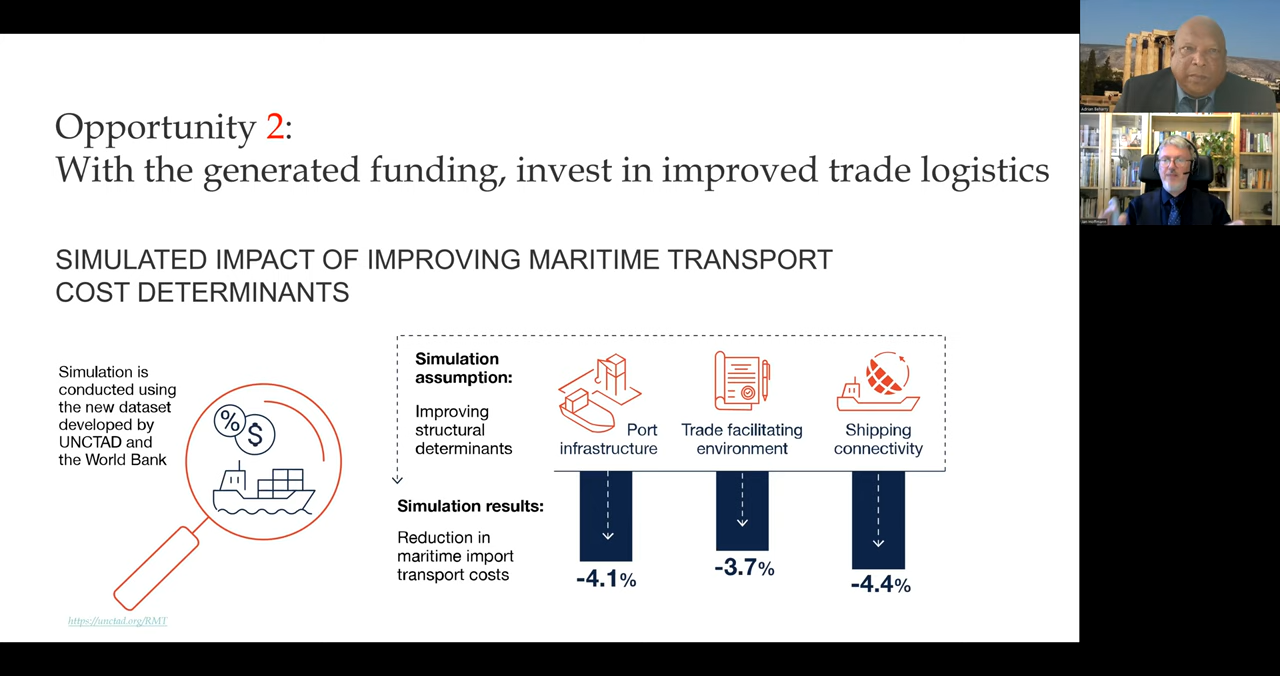 Opportunity 2:
With the generated funding, invest in improved trade logistics
SIMULATED IMPACT OF IMPROVING MARITIME TRANSPORT
COST DETERMINANTS
Simulation is
conducted using
the new dataset
developed by
UNCTAD and
the World Bank
%
$
https://unctad.org/RMT
Simulation
assumption:
Improving
structural
determinants
Port
infrastructure
Trade facilitating
environment
Shipping
connectivity
Simulation results:
Reduction in
maritime import
transport costs
-4.1%
-3.7%
-4.4%